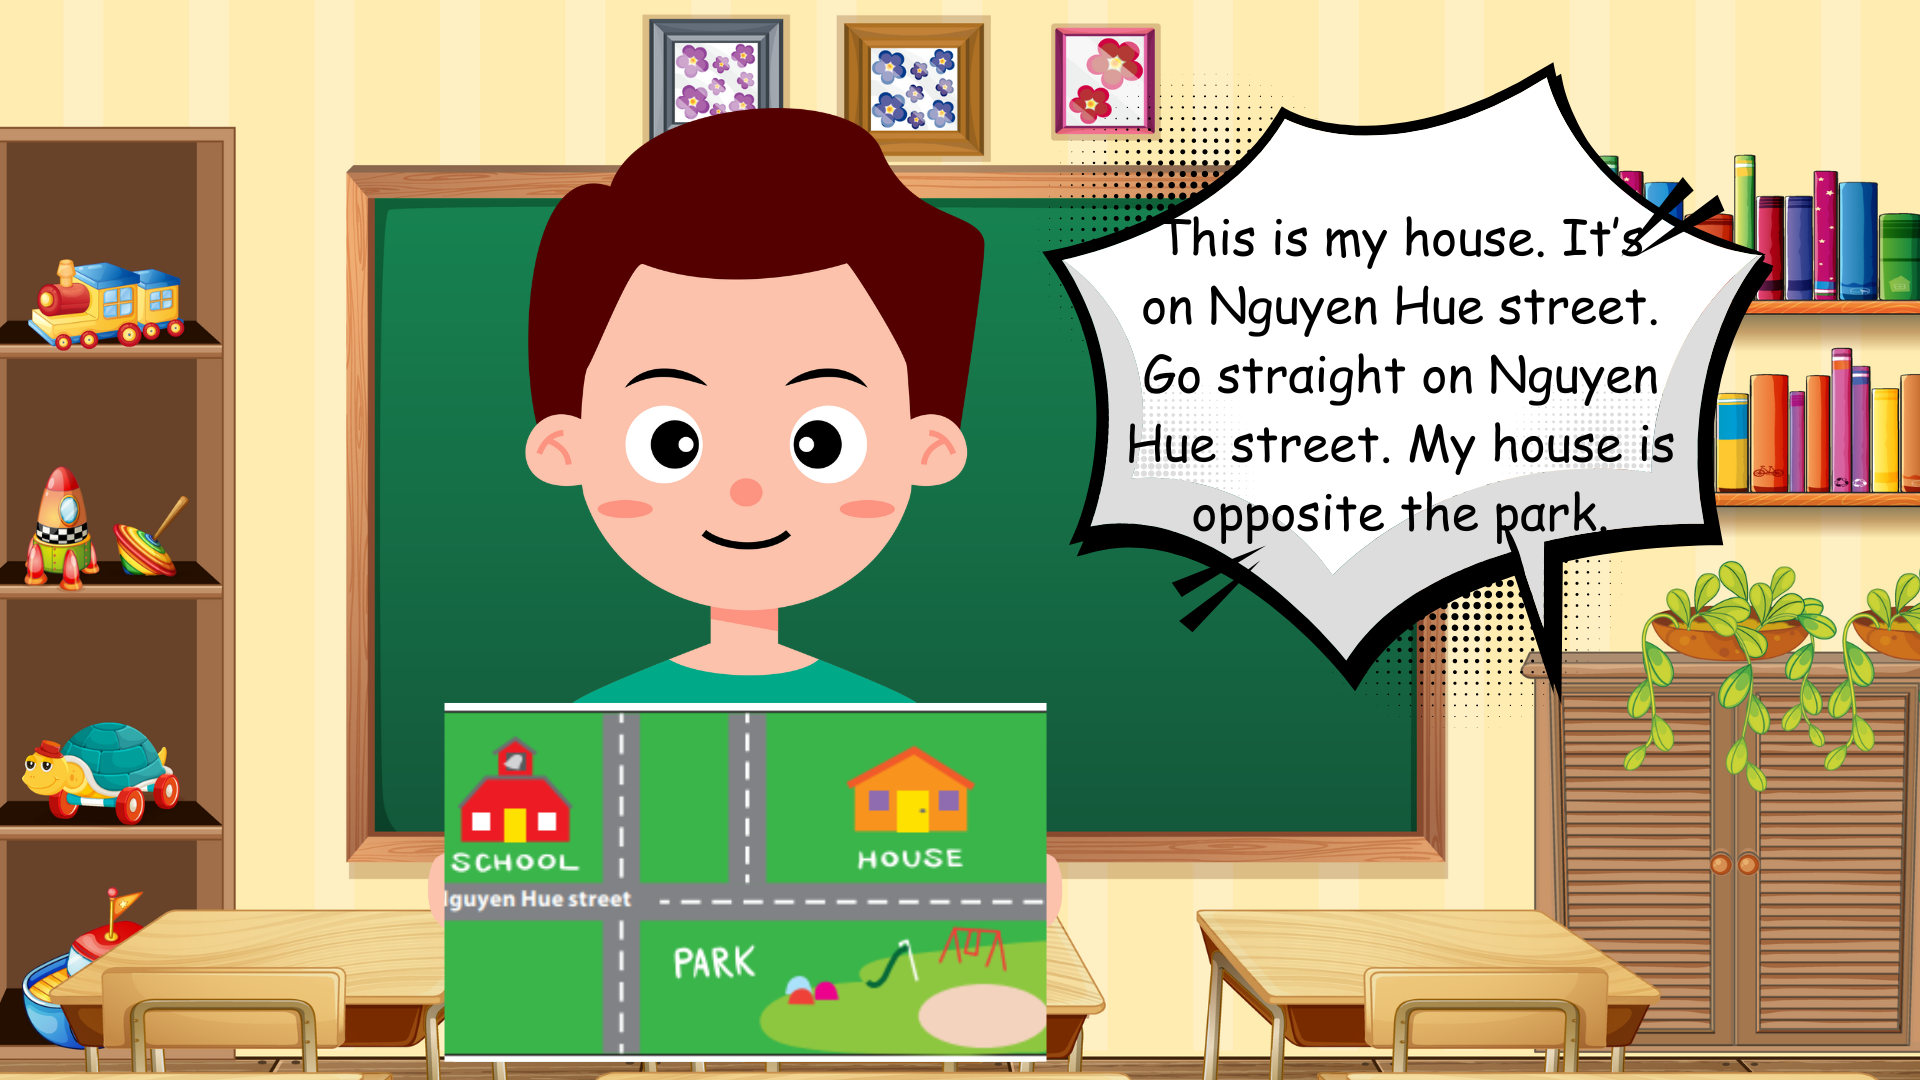 This is my house. It's
on Nguyen Hue street.
Go straight on Nguyen
Hue street. My house is
opposite the park.
SCHOOL
HOUSE
guyen Hue street
PARK